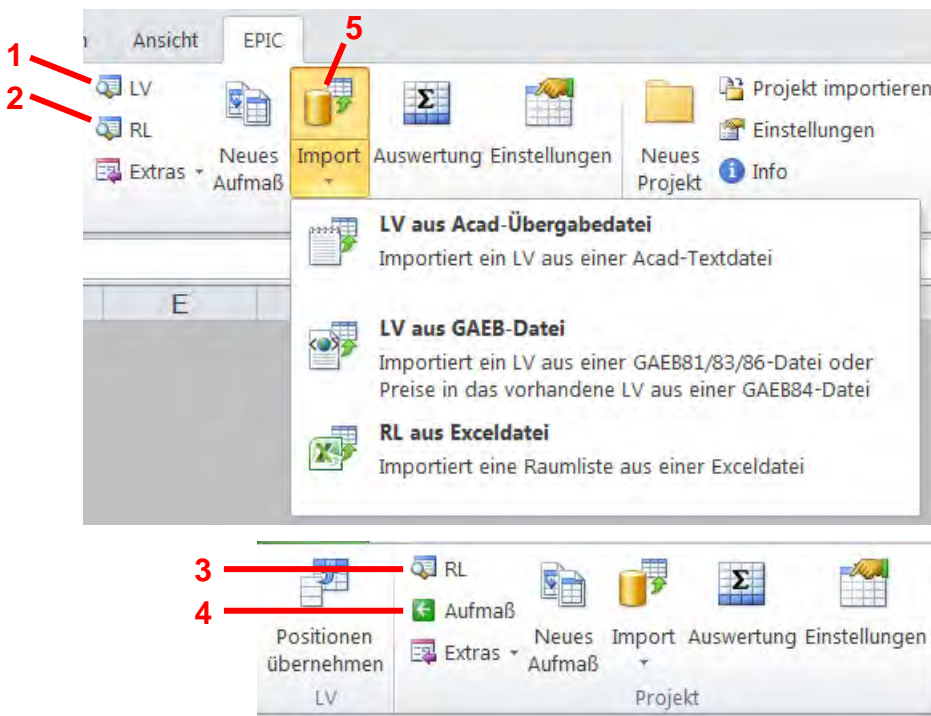 Ansicht EPIC 5
1 LV
2 RL
Extras
Neues Aufmaß
Import
Auswertung
Einstellungen
Neues Projekt
Projekt importieren
Einstellungen
Info
LV aus Acad-Übergabedatei
Importiert ein LV aus einer Acad-Textdatei
E
LV aus GAEB-Datei
Importiert ein LV aus einer GAEB81/83/86-Datei oder
Preise in das vorhandene LV aus einer GAEB84-Datei
RL aus Exceldatei
Importiert eine Raumliste aus einer Exceldatei
Positionen
übernehmen
LV
3 RL
4 Aufmaß
Extras
Neues
Aufmaß
Import
Auswertung
Einstellungen
Projekt